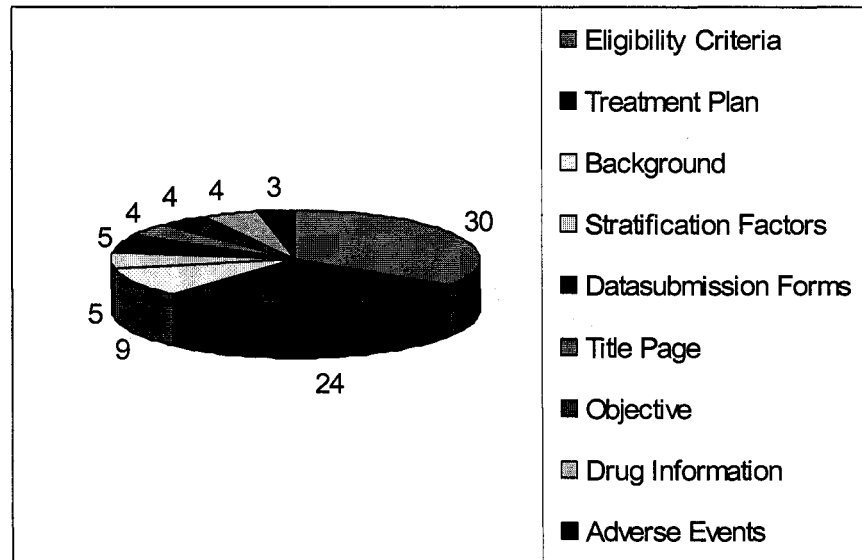 Eligibility Criteria
Treatment Plan
Background
Stratification Factors
Datasubmission Forms
Title Page
Objective
Drug Information
Adverse Events
3
4
4
4
5
5
9
24
30